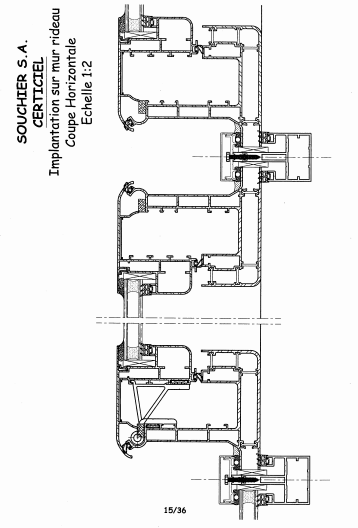 SOUCHIER S.A.
CERTICIEL
Implantation sur mur rideau
Coupe Horizontale
Echelle 1:2
15/36